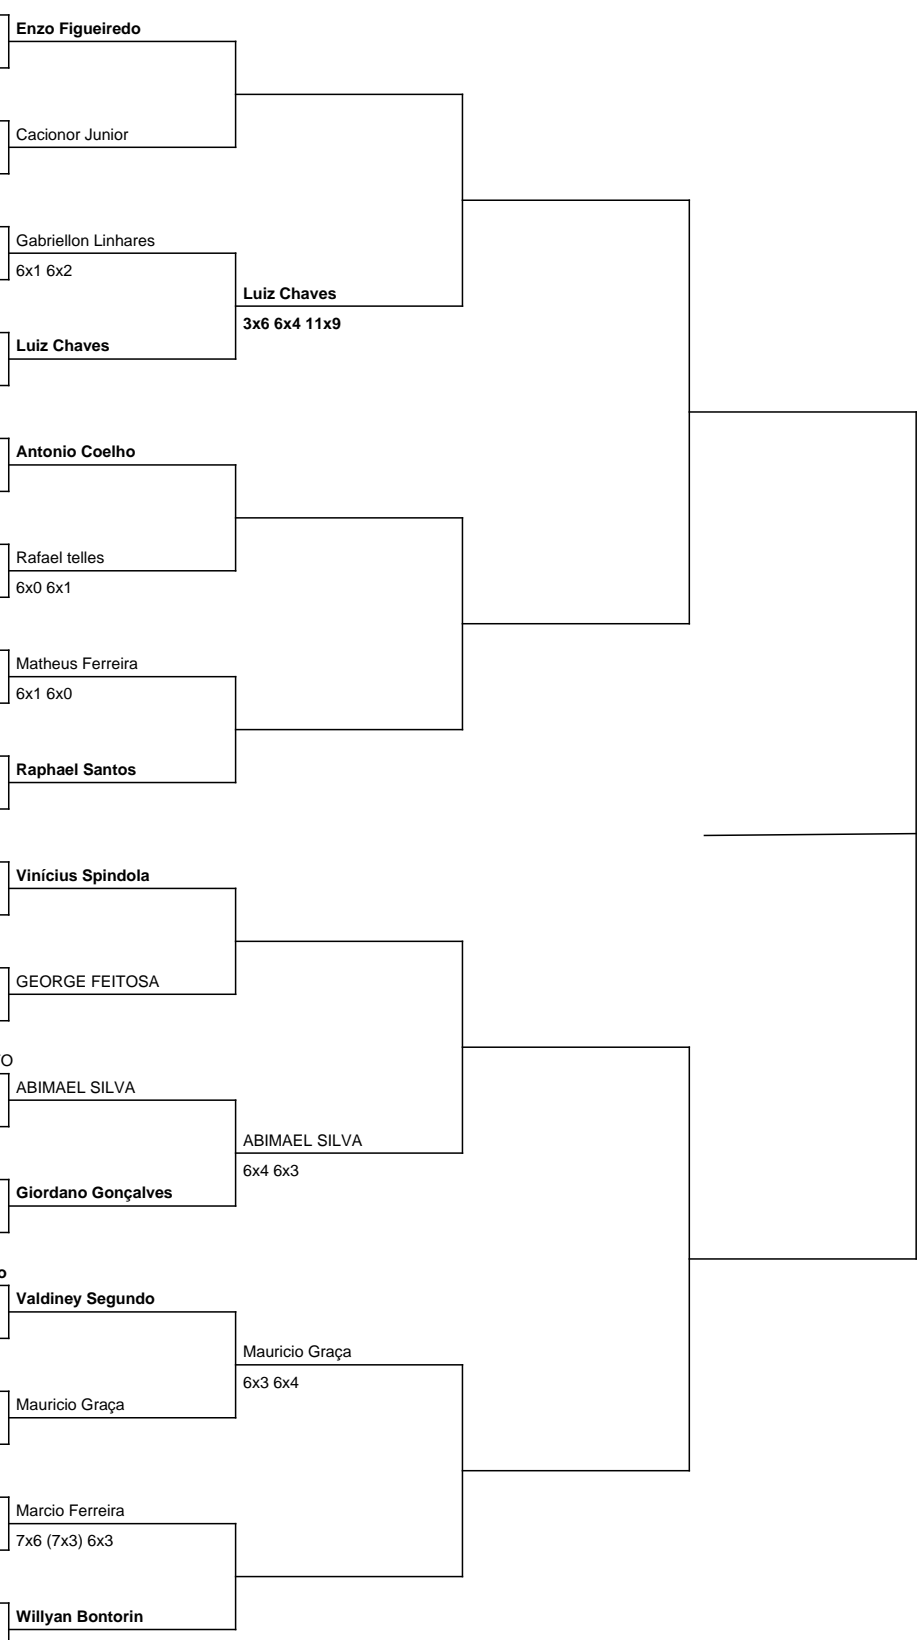 Enzo Figueiredo
Cacionor Junior
Gabriellon Linhares
6x1 6x2
Luiz Chaves
3x6 6x4 11x9
Luiz Chaves
Antonio Coelho
Rafael telles
6x0 6x1
Matheus Ferreira
6x1 6x0
Raphael Santos
Vinícius Spindola
GEORGE FEITOSA
O
ABIMAEL SILVA
ABIMAEL SILVA
6x4 6x3
Giordano Gonçalves
o
Valdiney Segundo
Mauricio Graça
6x3 6x4
Mauricio Graça
Marcio Ferreira
7x6 (7x3) 6x3
Willyan Bontorin